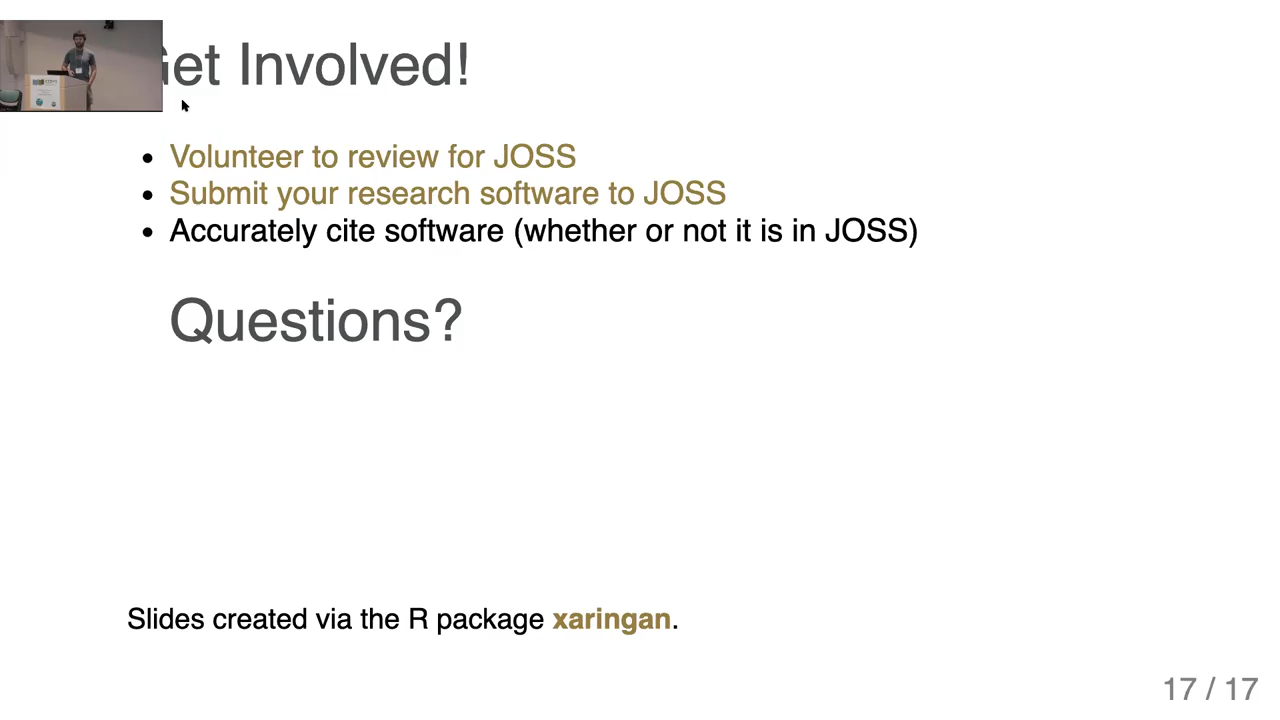 Get Involved!
• Volunteer to review for JOSS
• Submit your research software to JOSS
• Accurately cite software (whether or not it is in JOSS)
Questions?
Slides created via the R package xaringan.
17 / 17